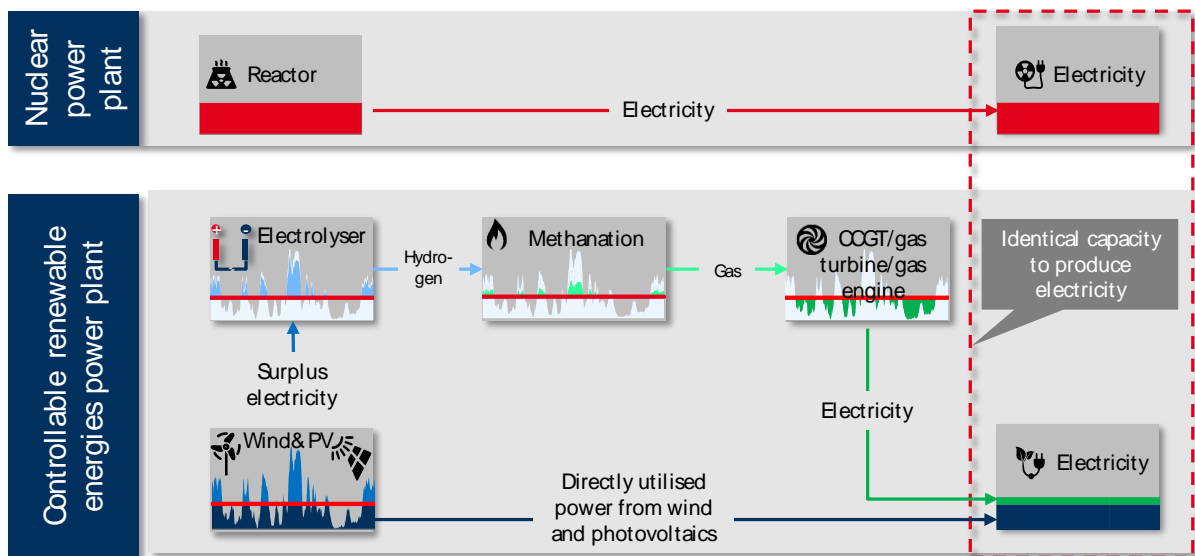 Nuclear
power
plant
Reactor
Electricity
Electricity
Controllable renewable
energies power plant
Electrolyser
Hydro-
gen
Methanation
Gas
CCGT/gas
turbine/gas
engine
Identical capacity
to produce
electricity
Surplus
electricity
Electricity
Wind & PV
Directly utilised
power from wind
and photovoltaics
Electricity